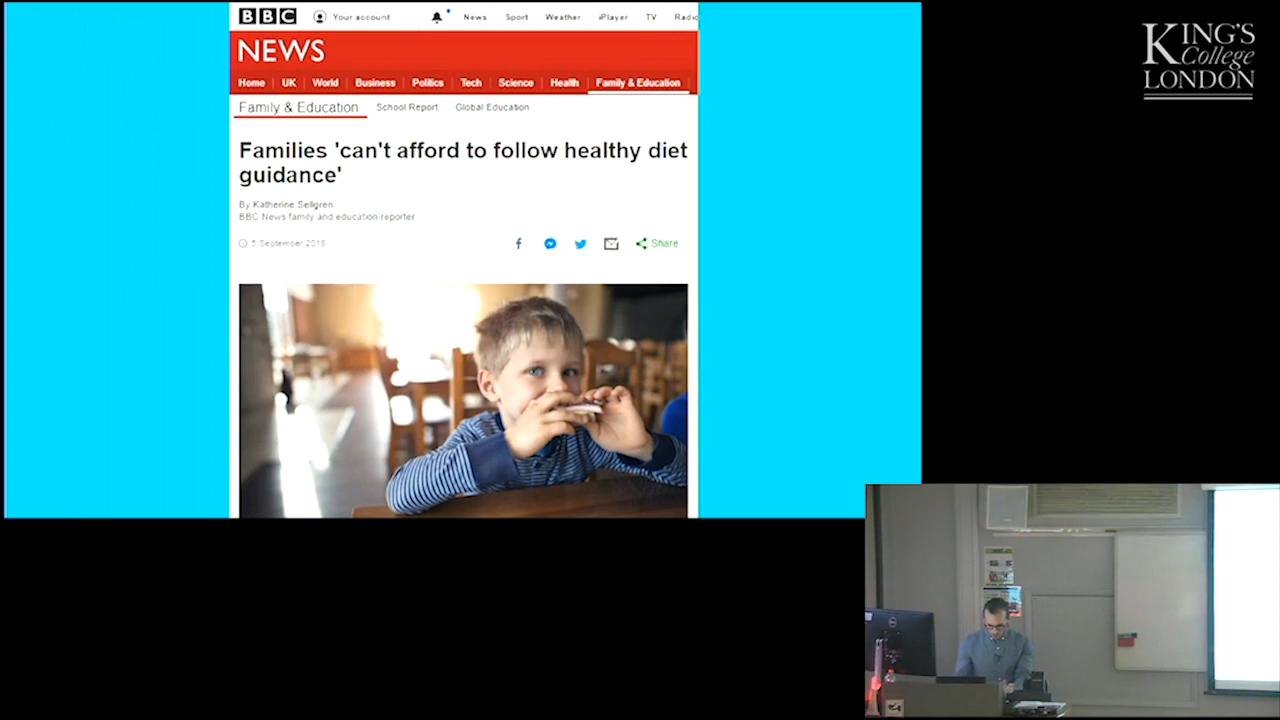 BBC Your account News Sport Weather iPlayer TV Radio
NEWS
Home UK World Business Politics Tech Science Health Family & Education
Family & Education School Report Global Education
Families 'can't afford to follow healthy diet
guidance'
By Katherine Sellgren
BBC News family and education reporter
5 September 2018
f Share
KING'S
College
LONDON